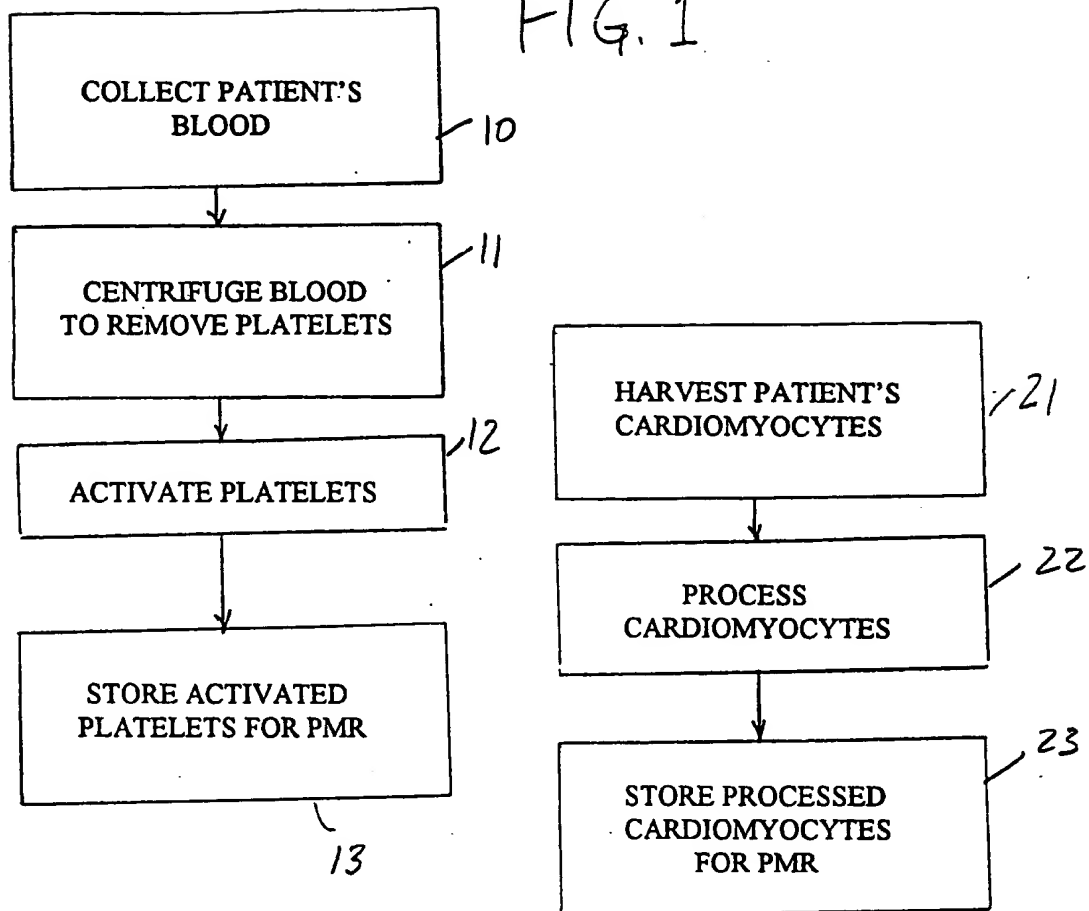 FIG. 1
COLLECT PATIENT'S
BLOOD
10
CENTRIFUGE BLOOD
TO REMOVE PLATELETS
11
ACTIVATE PLATELETS
12
STORE ACTIVATED
PLATELETS FOR PMR
13
HARVEST PATIENT'S
CARDIOMYOCYTES
21
PROCESS
CARDIOMYOCYTES
22
STORE PROCESSED
CARDIOMYOCYTES
FOR PMR
23